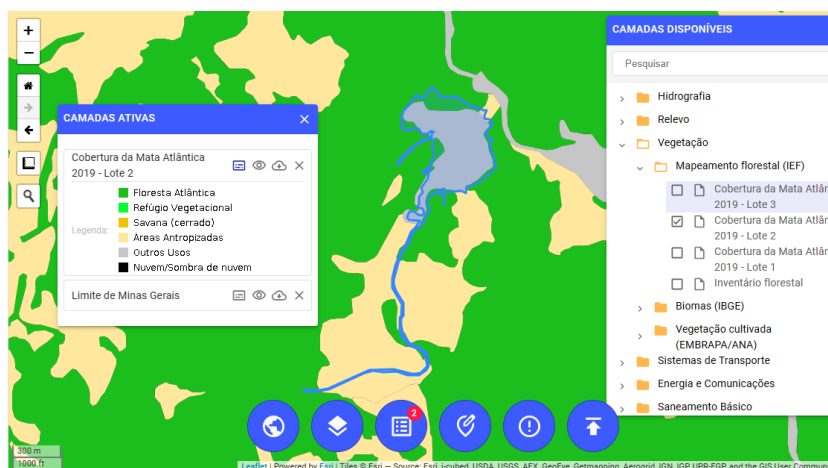 +
−
CAMADAS ATIVAS
Cobertura da Mata Atlântica
2019 - Lote 2
Legenda:
Floresta Atlântica
Refúgio Vegetacional
Savana (cerrado)
Áreas Antropizadas
Outros Usos
Nuvem/Sombra de nuvem
Limite de Minas Gerais
CAMADAS DISPONÍVEIS
Pesquisar
Hidrografia
Relevo
Vegetação
Mapeamento florestal (IEF)
Cobertura da Mata Atlân
2019 - Lote 3
Cobertura da Mata Atlân
2019 - Lote 2
Cobertura da Mata Atlân
2019 - Lote 1
Inventário florestal
Biomas (IBGE)
Vegetação cultivada
(EMBRAPA/ANA)
Sistemas de Transporte
Energia e Comunicações
Saneamento Básico
2
300 m
1000 ft
Leaflet | Powered by Esri | Tiles © Esri — Source: Esri, i-cubed, USDA, USGS, AEX, GeoEye, Getmapping, Aerogrid, IGN, IGP, UPR-EGP, and the GIS User Commun